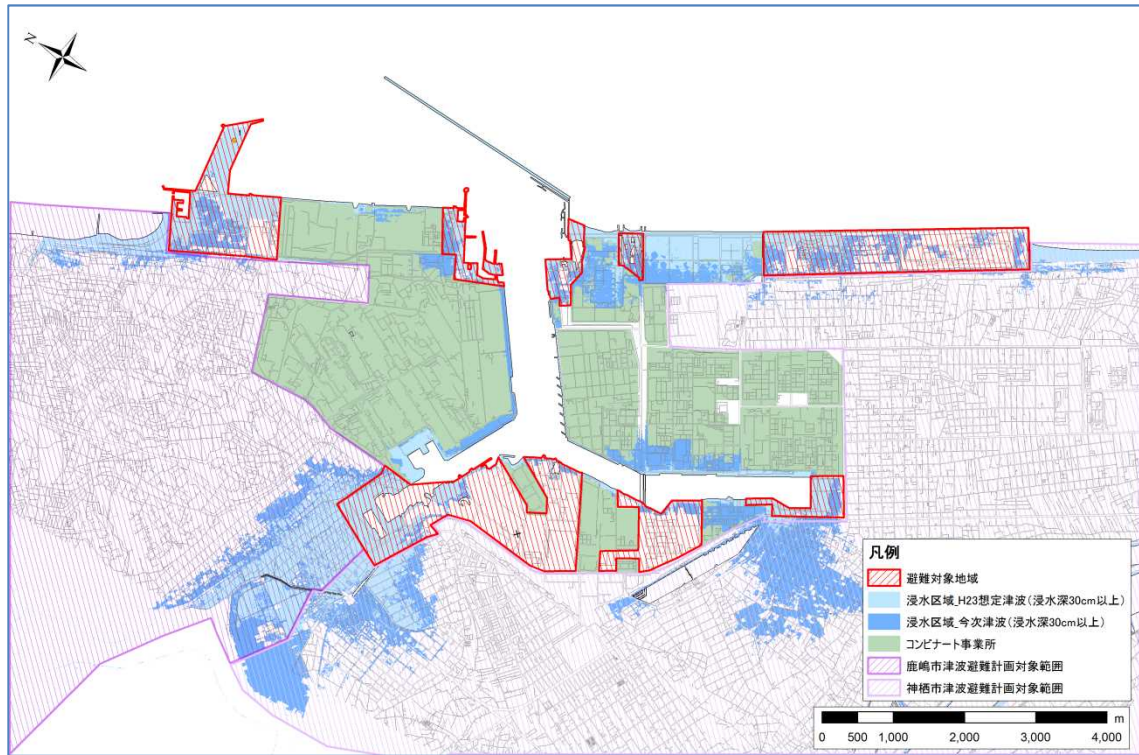 N
凡例
避難対象地域
浸水区域_H23想定津波(浸水深30cm以上)
浸水区域_今次津波(浸水深30cm以上)
コンビナート事業所
鹿嶋市津波避難計画対象範囲
神栖市津波避難計画対象範囲
m
0 500 1,000 2,000 3,000 4,000